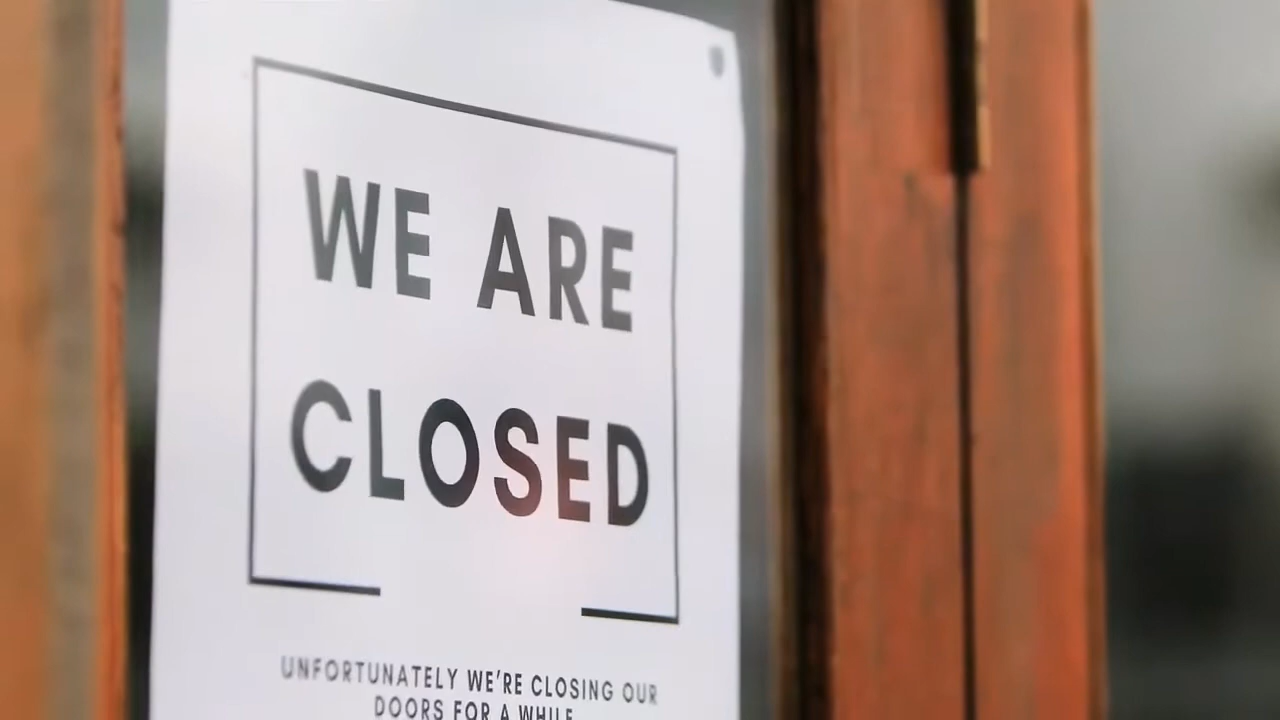 WE ARE
CLOSED
UNFORTUNATELY WE'RE CLOSING OUR
DOORS FOR A WHILE